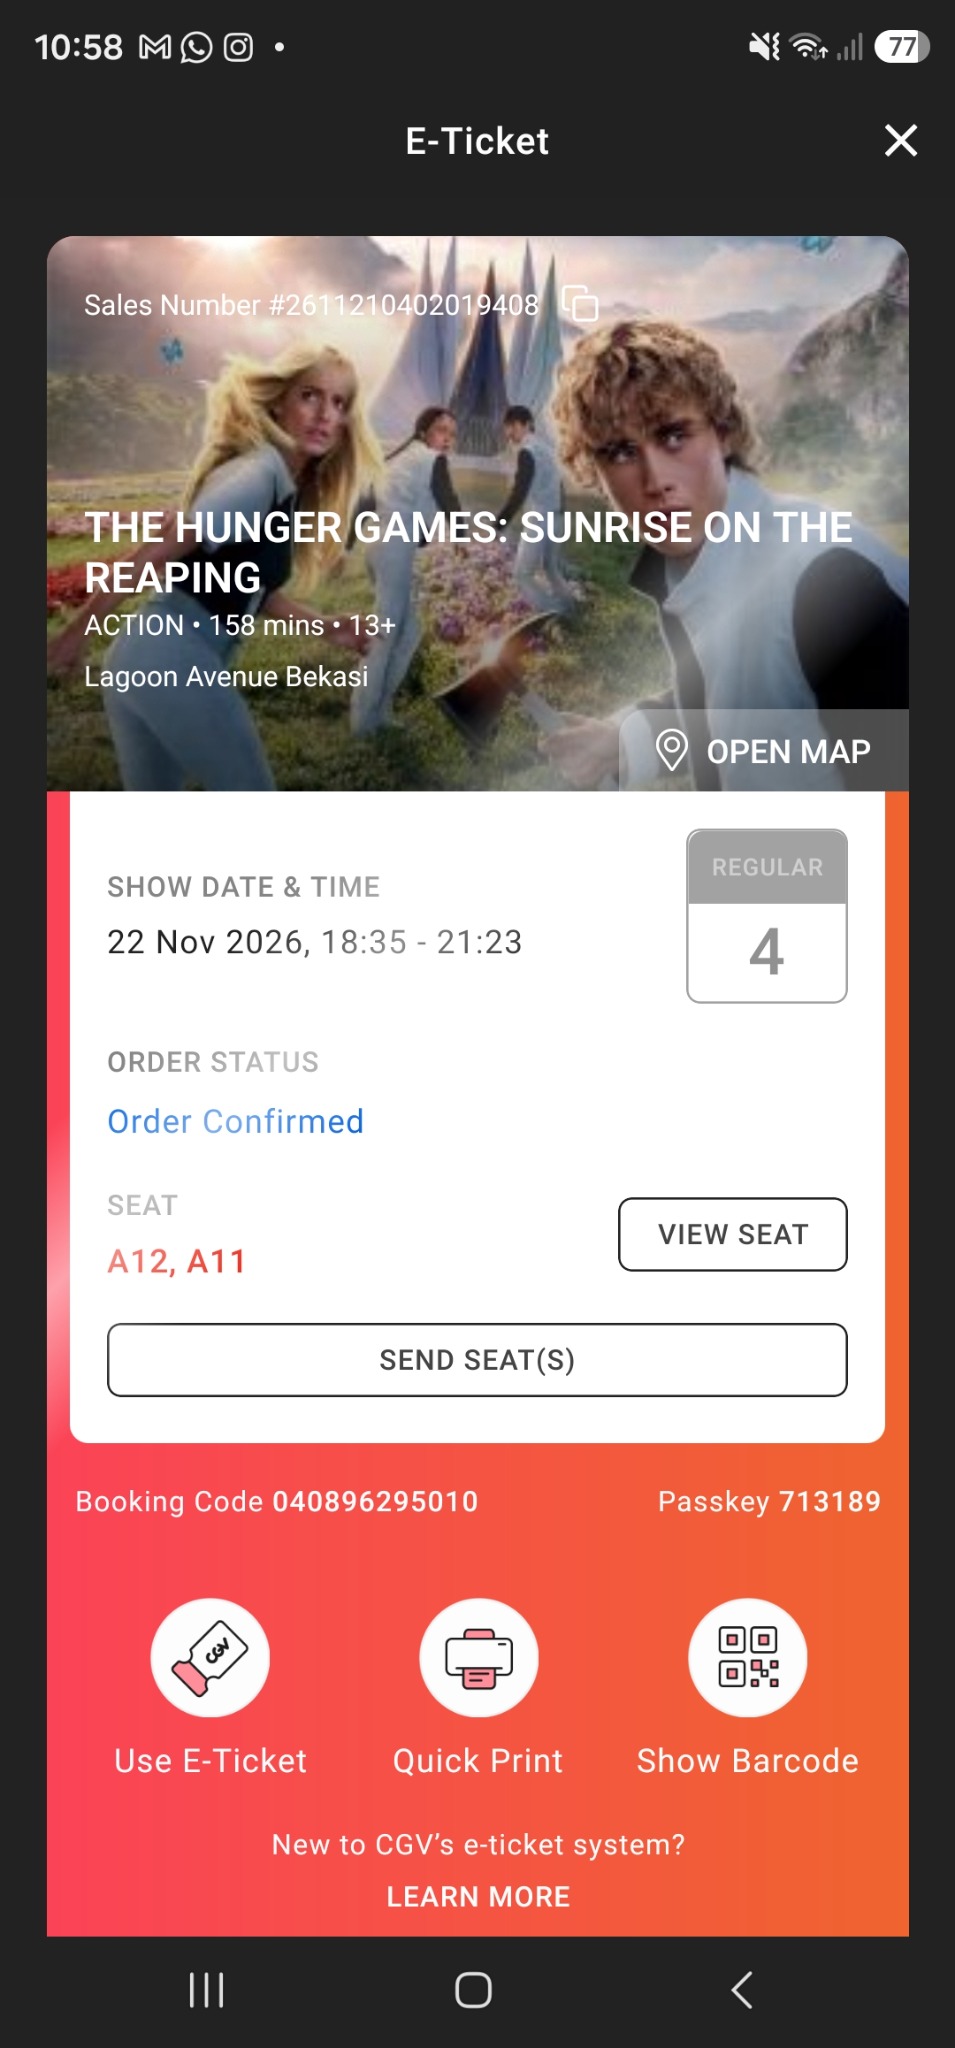 10:58
77
E-Ticket
Sales Number #2611210402019408
THE HUNGER GAMES: SUNRISE ON THE
REAPING
ACTION • 158 mins • 13+
Lagoon Avenue Bekasi
OPEN MAP
SHOW DATE & TIME
22 Nov 2026, 18:35 - 21:23
REGULAR
4
ORDER STATUS
Order Confirmed
SEAT
A12, A11
VIEW SEAT
SEND SEAT(S)
Booking Code 040896295010
Passkey 713189
CGV
Use E-Ticket
Quick Print
Show Barcode
New to CGV’s e-ticket system?
LEARN MORE